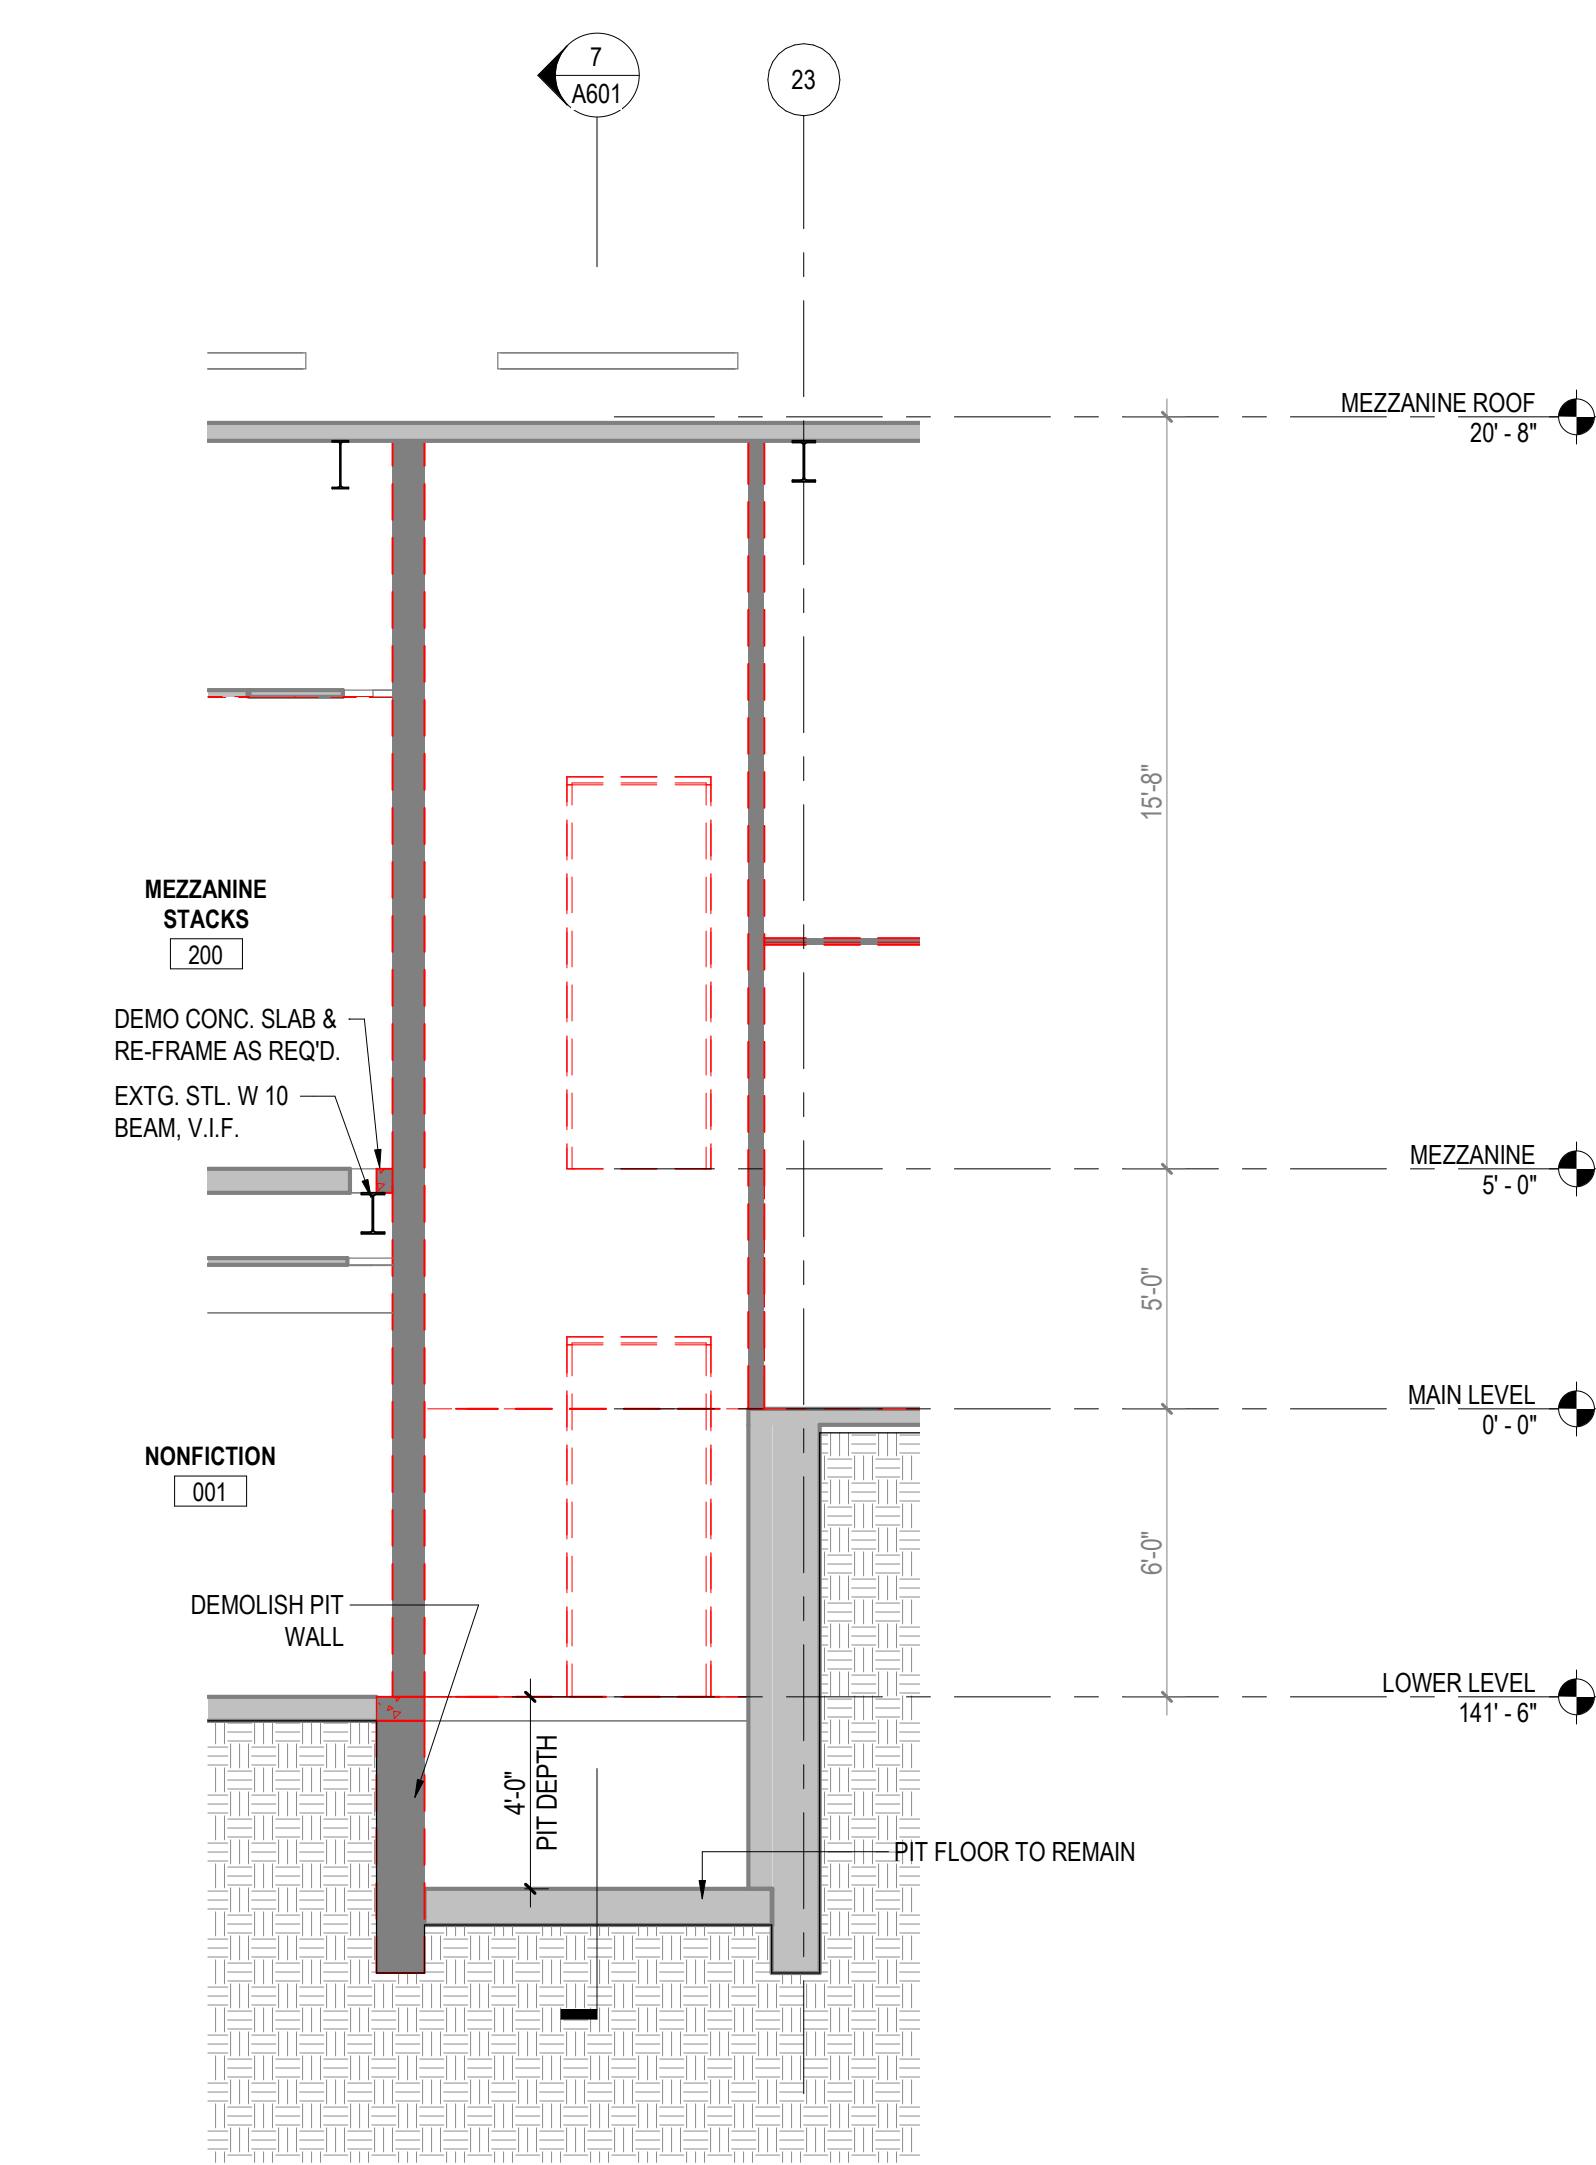 7
A601
23
MEZZANINE ROOF
20' - 8"
15'-8"
MEZZANINE
STACKS
200
DEMO CONC. SLAB &
RE-FRAME AS REQ'D.
EXTG. STL. W 10
BEAM, V.I.F.
MEZZANINE
5' - 0"
5'-0"
MAIN LEVEL
0' - 0"
NONFICTION
001
6'-0"
DEMOLISH PIT
WALL
LOWER LEVEL
141' - 6"
4'-0"
PIT DEPTH
PIT FLOOR TO REMAIN